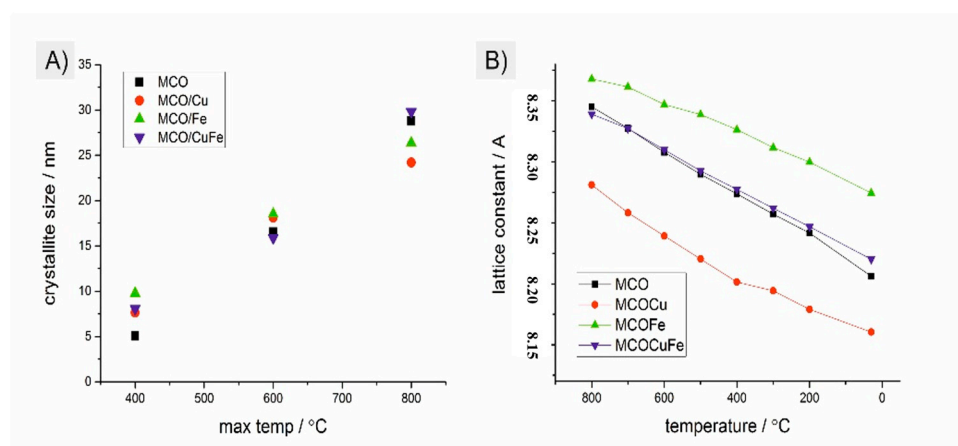 A)
35
30
25
20
15
10
5
0
MCO
MCO/Cu
MCO/Fe
MCO/CuFe
crystallite size / nm
400 500 600 700 800
max temp / °C
B)
8.35
8.30
8.25
8.20
8.15
lattice constant / A
MCO
MCOCu
MCOFe
MCOCuFe
800 600 400 200 0
temperature / °C